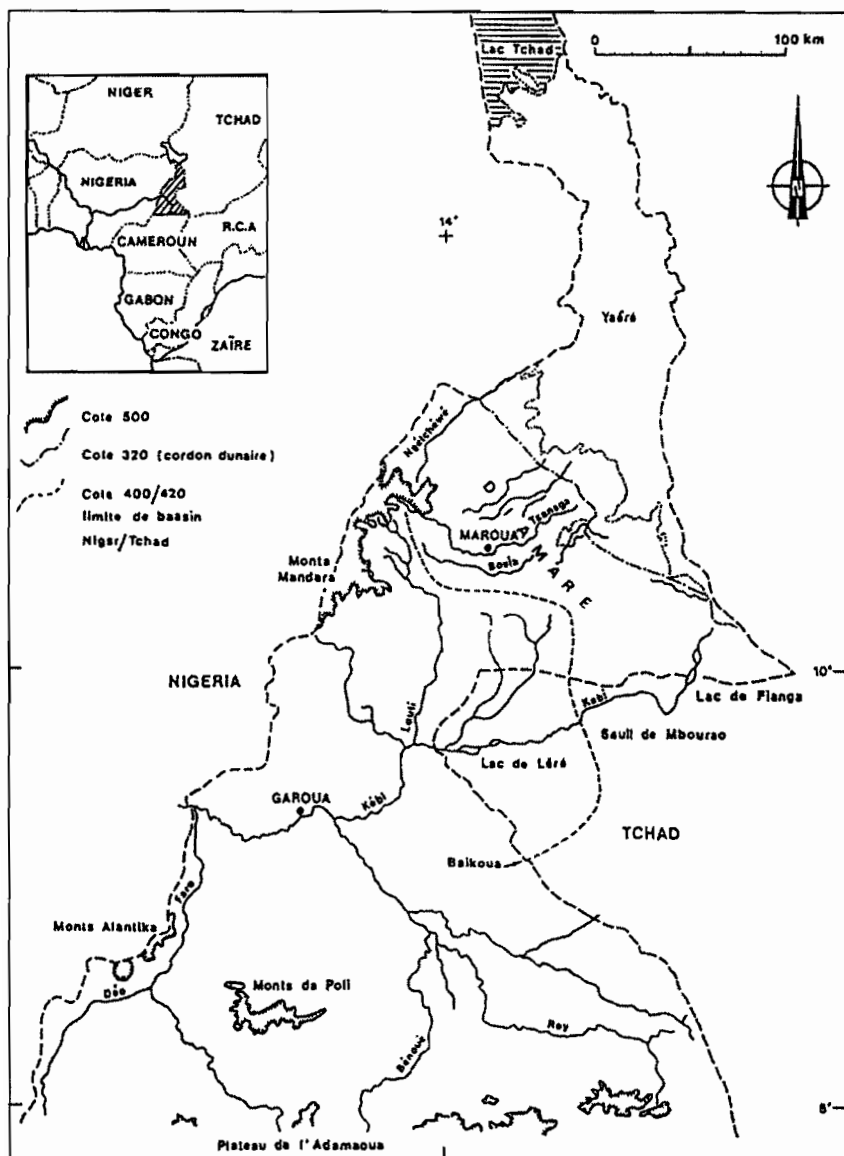 Lac Tchad
0 100 km
NIGER
TCHAD
NIGERIA
R.C.A
CAMEROUN
GABON
CONGO
ZAÏRE
N
14°
Yaéré
Cote 500
Cote 320 (cordon dunaire)
Cote 400/420
limite de bassin
Niger/Tchad
Ngétchéwé
DIAMARE
Tsanaga
MAROUA
Boula
Monts
Mandara
NIGERIA
10°
Lac de Fianga
Kebi
Louti
Sault de Mbourao
Lac de Léré
GAROUA
Kébi
TCHAD
Balkoua
Faro
Monts Alantika
Déo
Monts de Poli
Rey
Bénoué
8°
Plateau de l'Adamaoua